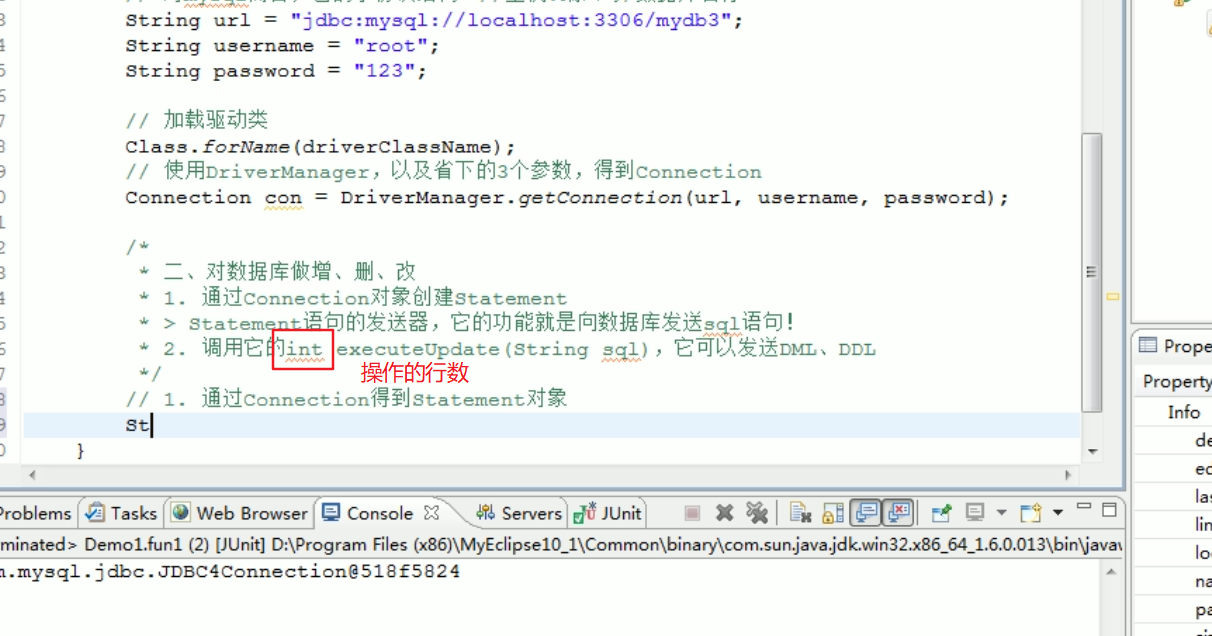 String url = "jdbc:mysql://localhost:3306/mydb3";
String username = "root";
String password = "123";
// 加载驱动类
Class.forName(driverClassName);
// 使用DriverManager，以及省下的3个参数，得到Connection
Connection con = DriverManager.getConnection(url, username, password);
/*
* 二、对数据库做增、删、改
* 1. 通过Connection对象创建Statement
* > Statement语句的发送器，它的功能就是向数据库发送sql语句！
* 2. 调用它的int executeUpdate(String sql)，它可以发送DML、DDL
*/
操作的行数
// 1. 通过Connection得到Statement对象
St
}
Problems Tasks Web Browser Console Servers JUnit
minated> Demo1.fun1 (2) [JUnit] D:\Program Files (x86)\MyEclipse10_1\Common\binary\com.sun.java.jdk.win32.x86_64_1.6.0.013\bin\java
m.mysql.jdbc.JDBC4Connection@518f5824
Prope
Property
Info
de
ed
las
lin
lo
na
pa